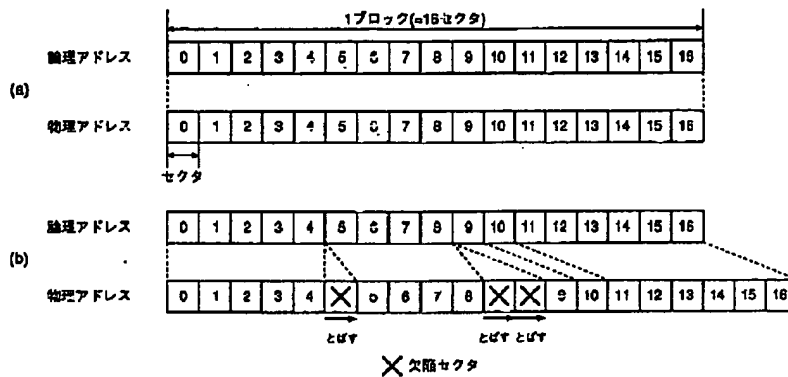 1ブロック(=16セクタ)
論理アドレス 0 1 2 3 4 5 6 7 8 9 10 11 12 13 14 15 16
(a)
物理アドレス 0 1 2 3 4 5 6 7 8 9 10 11 12 13 14 15 16
セクタ
論理アドレス 0 1 2 3 4 5 6 7 8 9 10 11 12 13 14 15 16
(b)
物理アドレス 0 1 2 3 4 5 6 7 8 9 10 11 12 13 14 15 16
とばす とばす とばす
欠陥セクタ